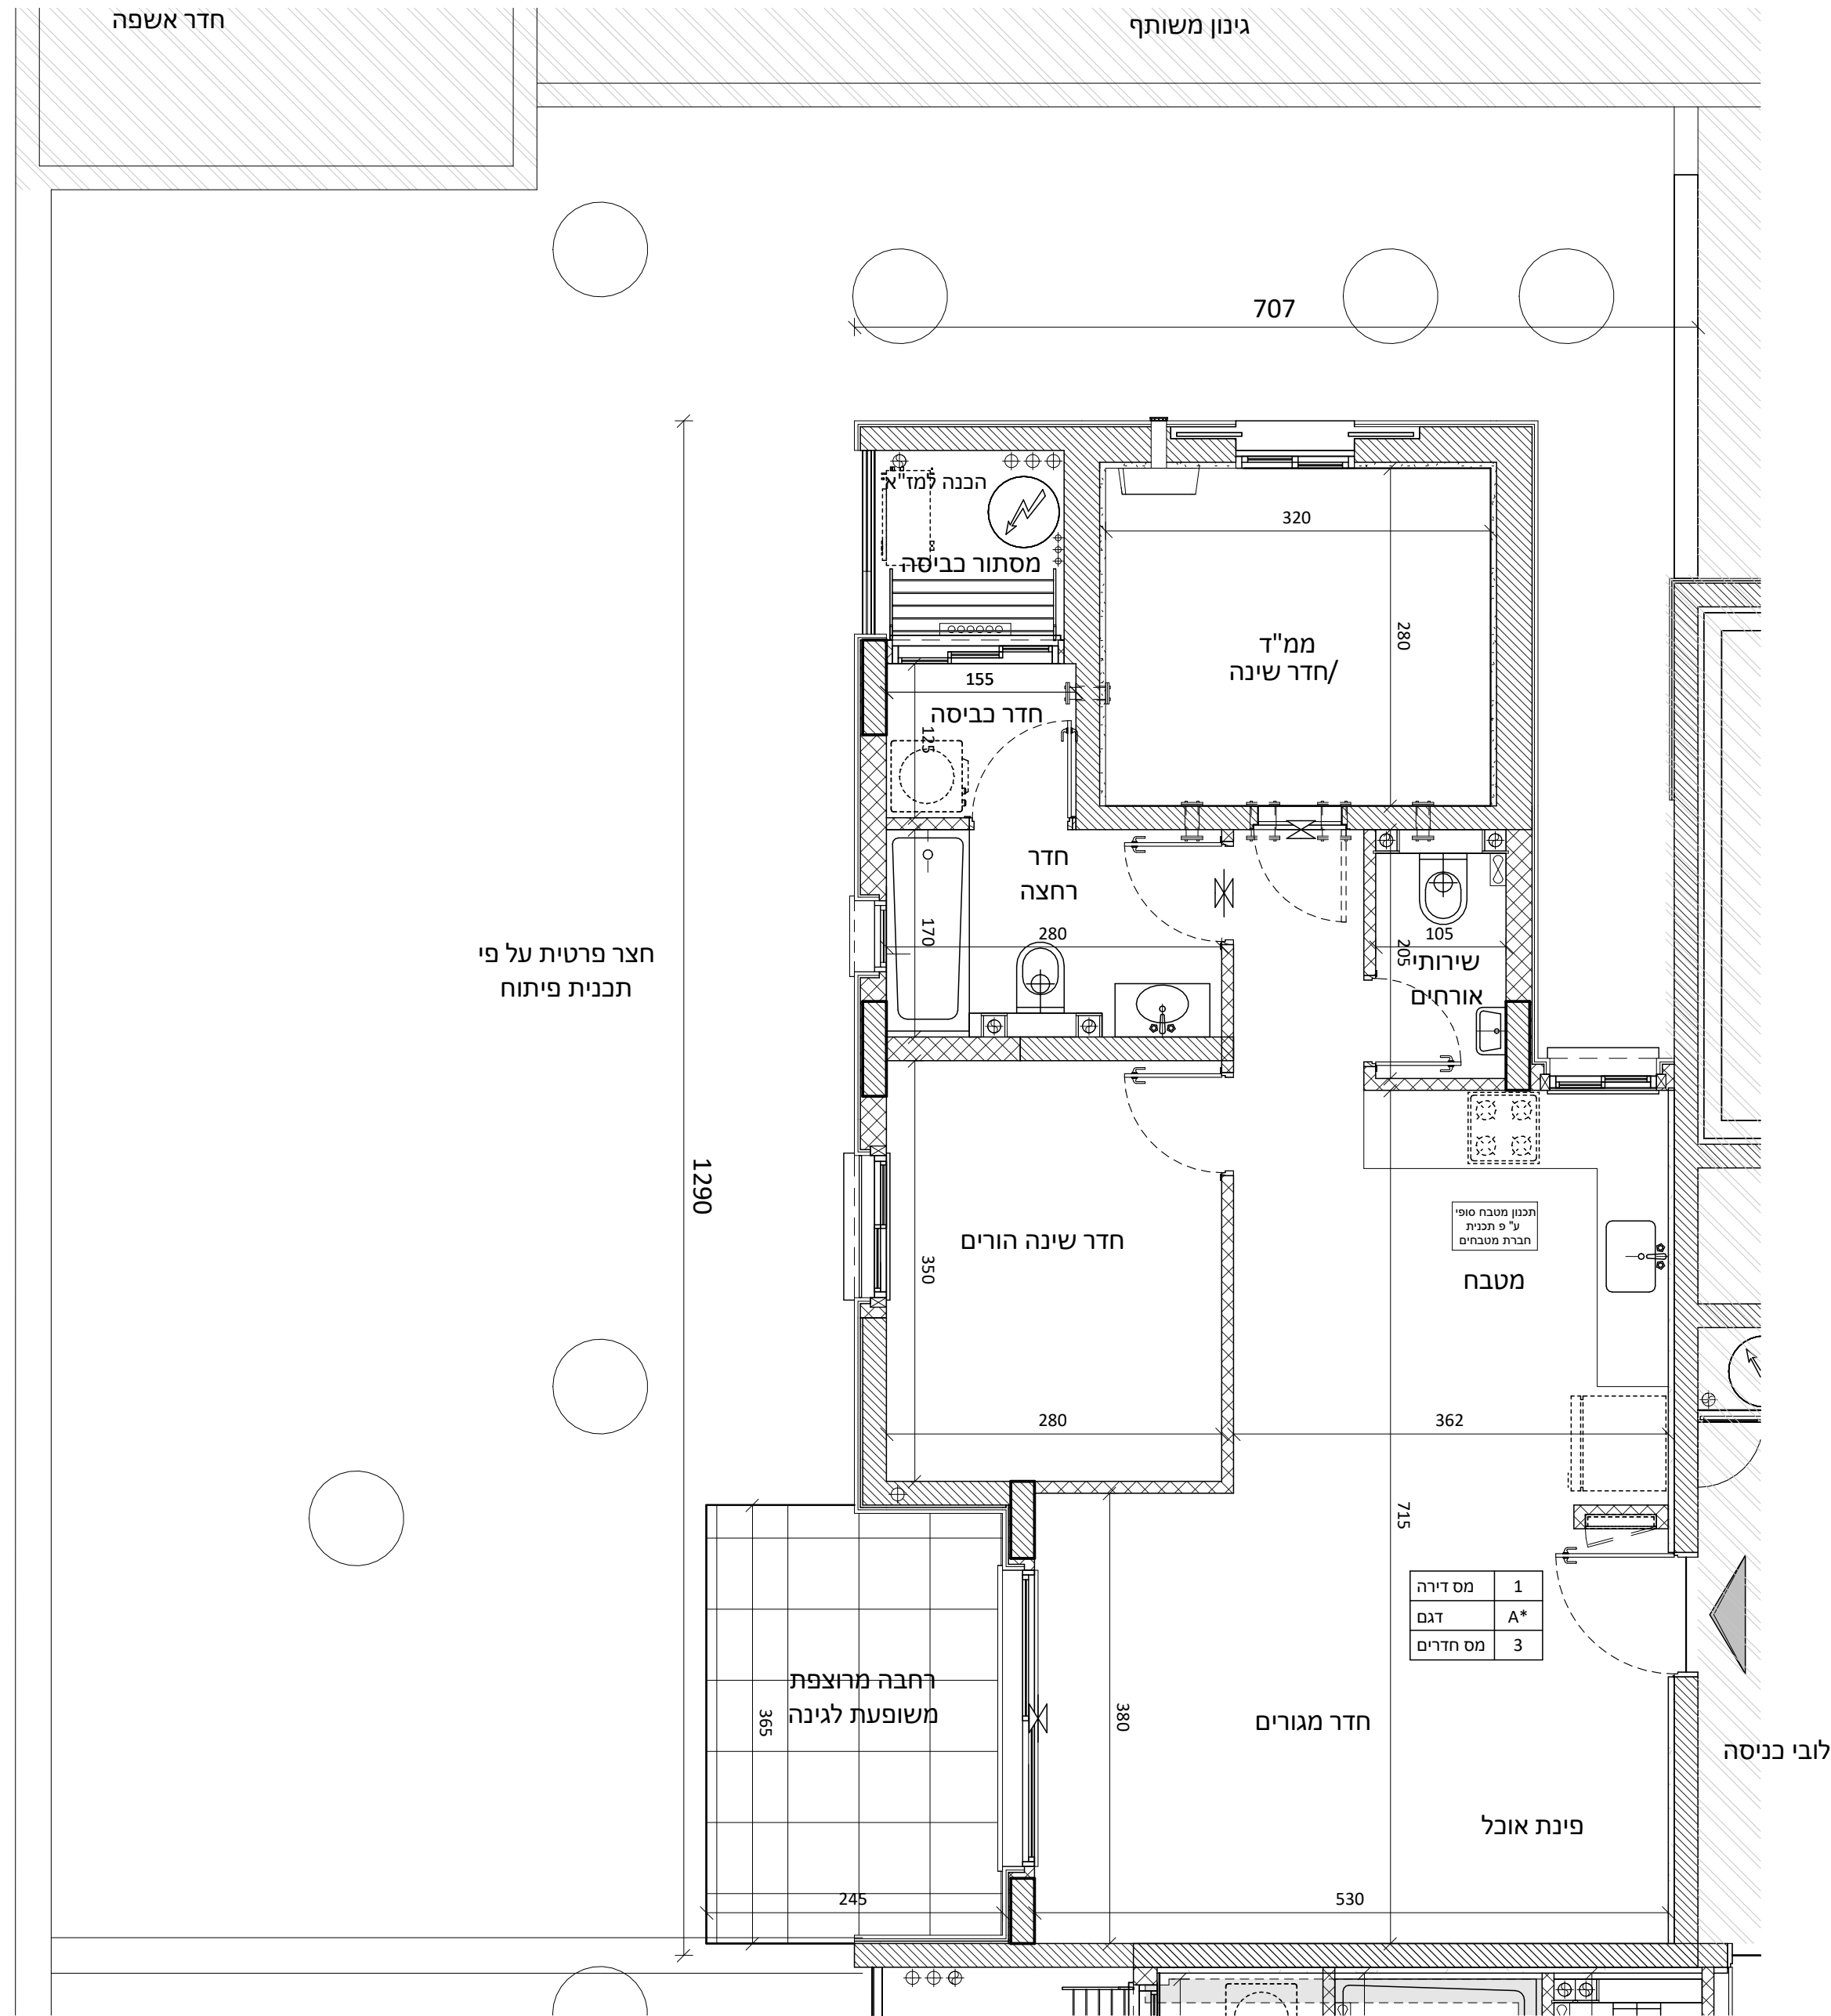 חדר אשפה
גינון משותף
707
הכנה למז"א
מסתור כביסה
320
280
ממ"ד
/חדר שינה
155
חדר כביסה
125
חדר
רחצה
170
280
105
205
שירותי
אורחים
חצר פרטית על פי
תכנית פיתוח
1290
תכנון מטבח סופי
ע"פ תכנית
חברת מטבחים
מטבח
חדר שינה הורים
350
280
362
715
מס דירה 1
דגם A*
מס חדרים 3
רחבה מרוצפת
משופעת לגינה
365
380
חדר מגורים
לובי כניסה
פינת אוכל
245
530